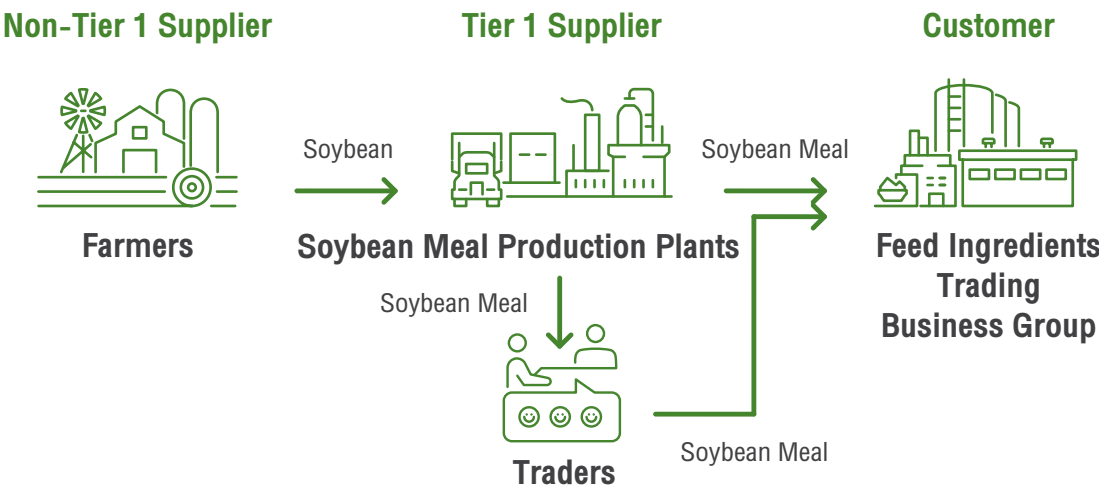 Non-Tier 1 Supplier
Tier 1 Supplier
Customer
Soybean
Soybean Meal
Farmers
Soybean Meal Production Plants
Feed Ingredients
Trading
Business Group
Soybean Meal
Soybean Meal
Traders